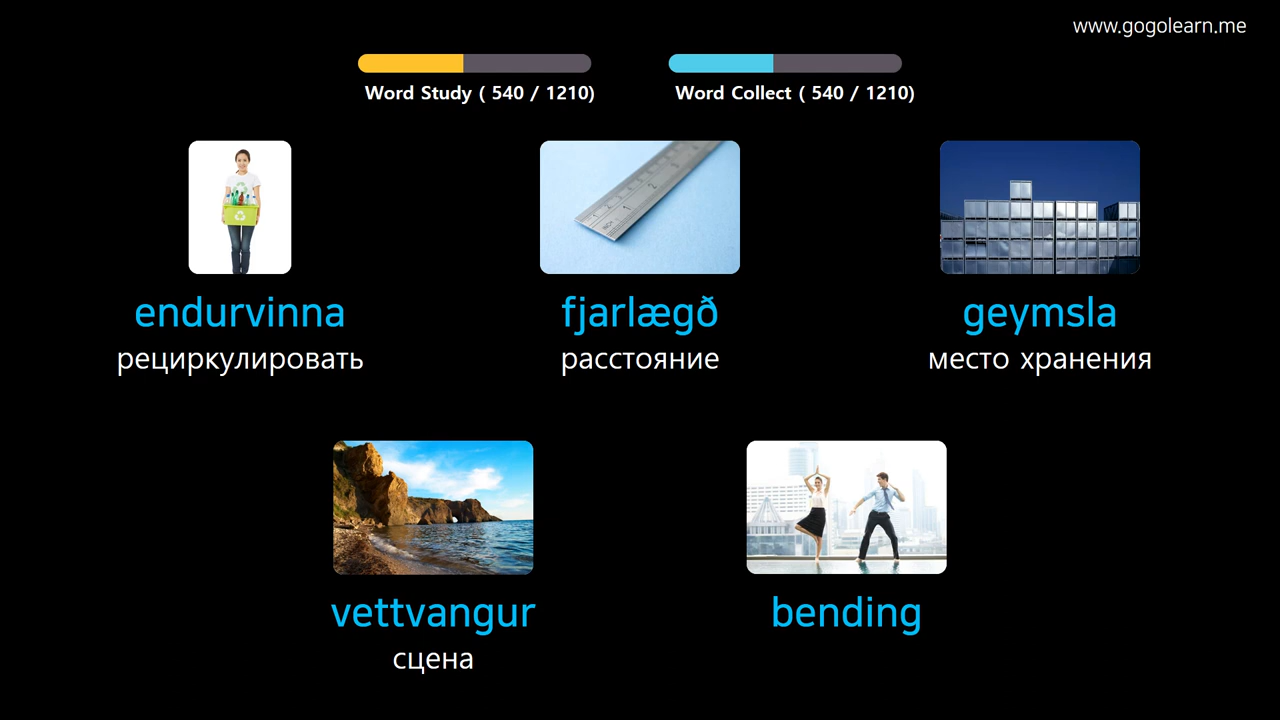 www.gogolearn.me
Word Study ( 540 / 1210)
Word Collect ( 540 / 1210)
endurvinna
рециркулировать
fjarlægð
расстояние
geymsla
место хранения
vettvangur
сцена
bending